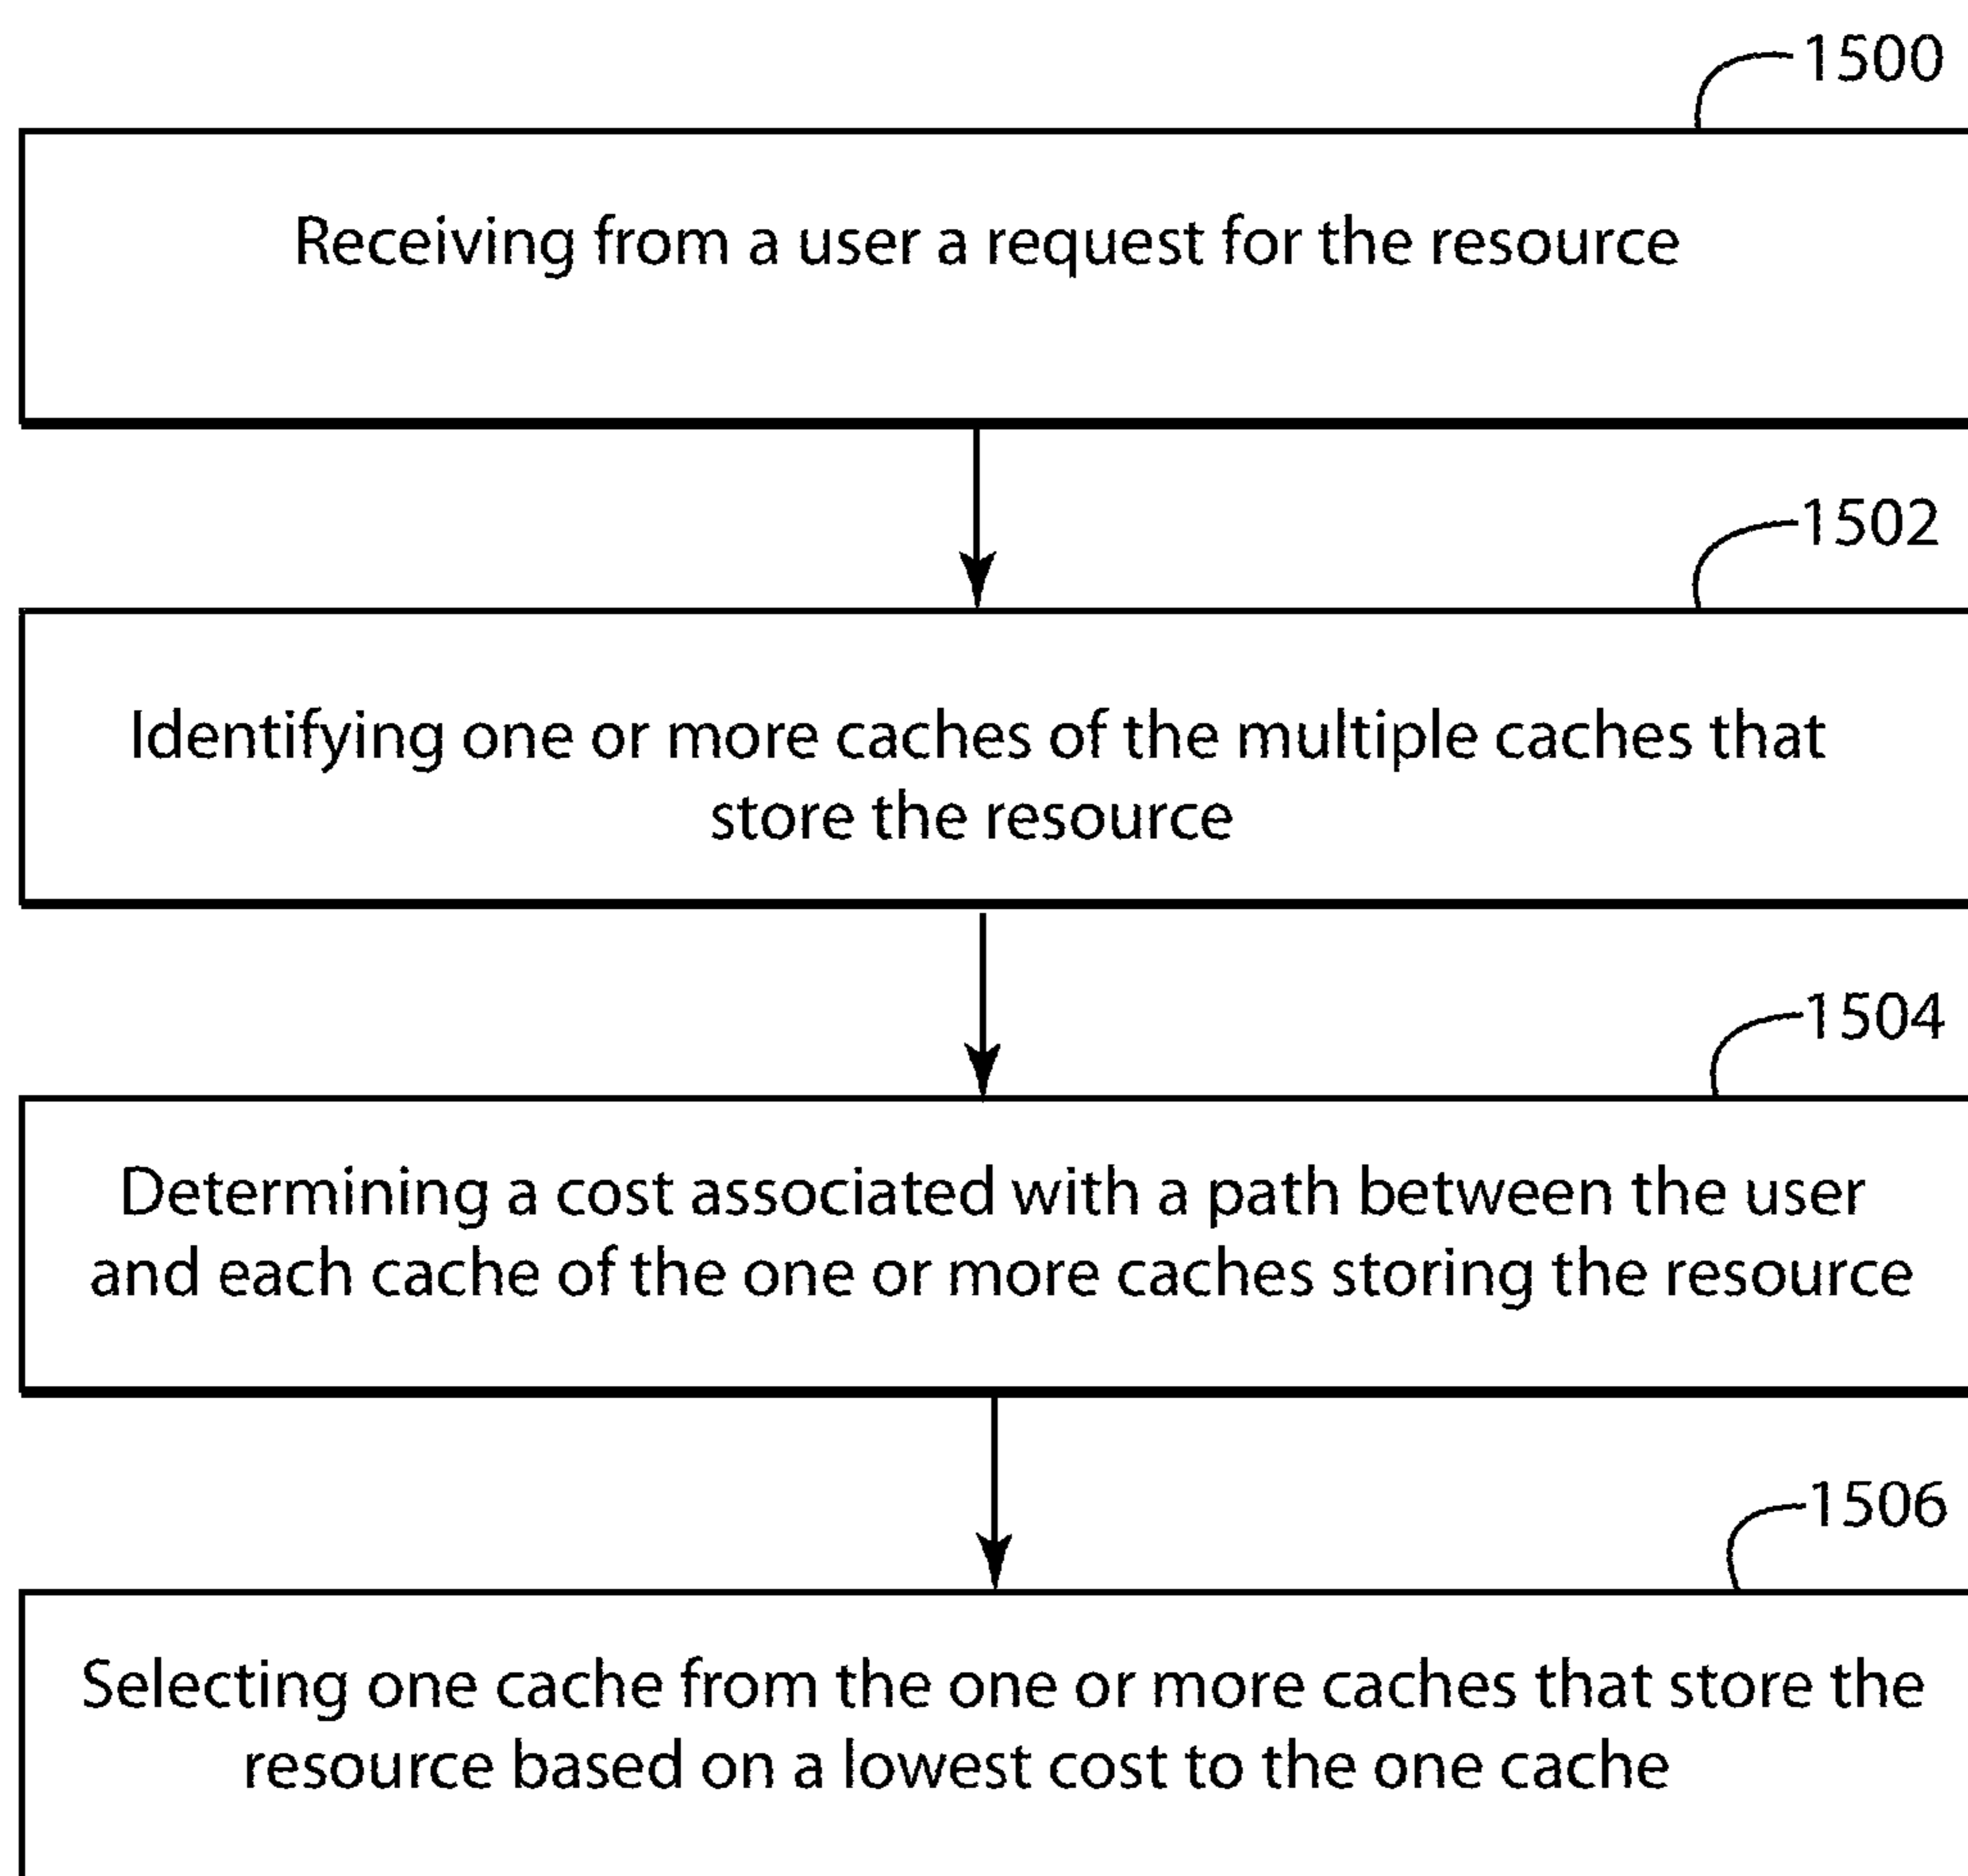 1500
Receiving from a user a request for the resource
1502
Identifying one or more caches of the multiple caches that
store the resource
1504
Determining a cost associated with a path between the user
and each cache of the one or more caches storing the resource
1506
Selecting one cache from the one or more caches that store the
resource based on a lowest cost to the one cache